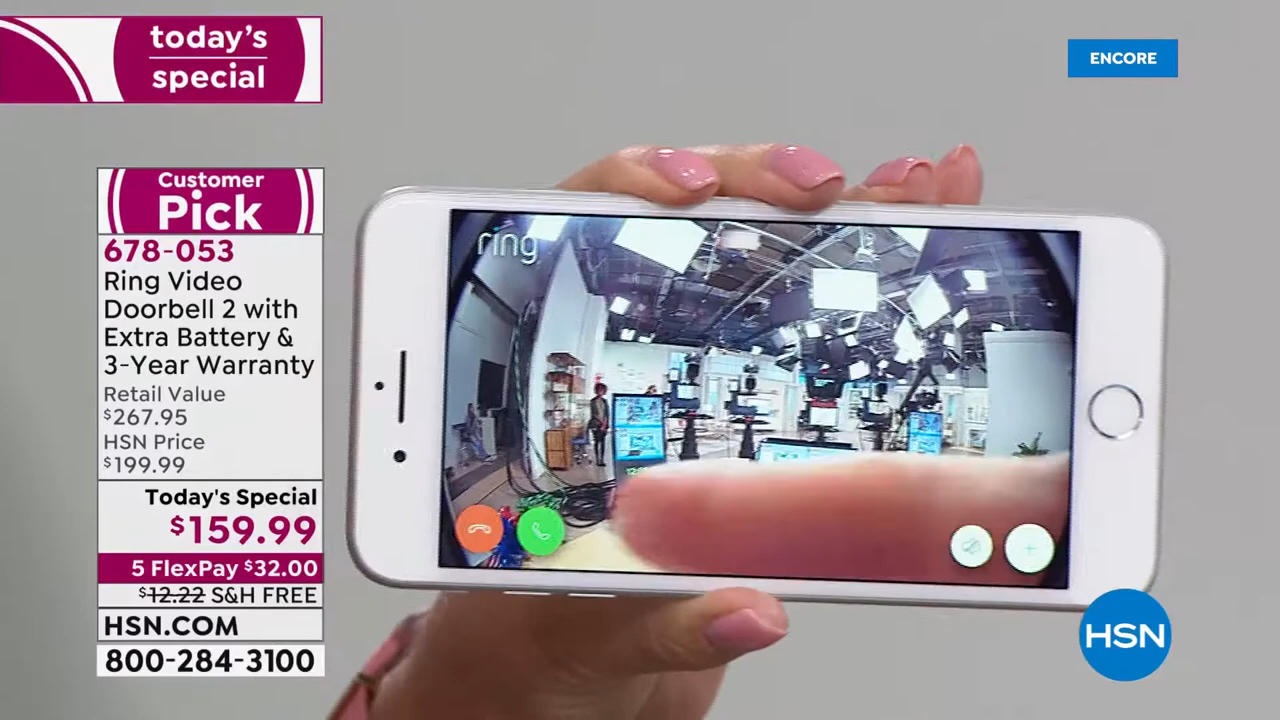 today's
special
ENCORE
Customer
Pick
678-053
Ring Video
Doorbell 2 with
Extra Battery &
3-Year Warranty
Retail Value
$267.95
HSN Price
$199.99
Today's Special
$159.99
5 FlexPay $32.00
$12.22 S&H FREE
HSN.COM
800-284-3100
ring
HSN